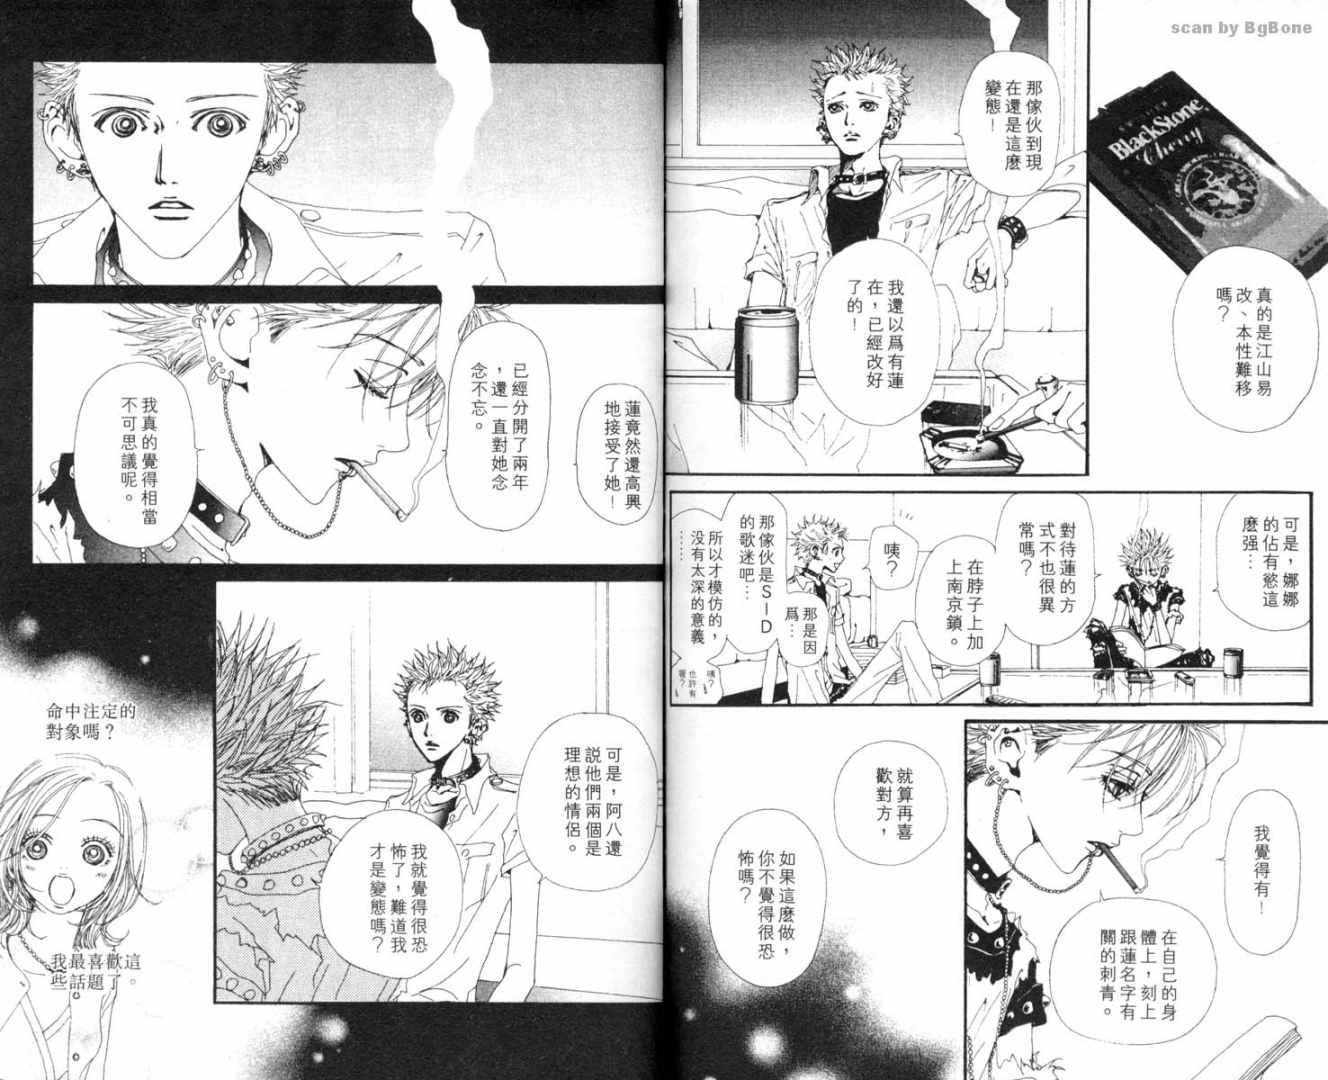 scan by BgBone
BlackStone
Cherry
真的是江山易
改、本性難移
嗎？
那傢伙到現
在還是這麼
變態！
我還以爲有蓮
在，已經改好
了的！
可是，娜娜
的佔有慾這
麼强…
對待蓮的方
式不也很異
常嗎？
在脖子上加
上南京鎖。
咦？
那是因
爲…
那傢伙是SID
的歌迷吧…
所以才模仿的，
没有太深的意義
……
咦？
也許有
喔？
我覺得有！
在自己的身
體上，刻上
跟蓮名字有
關的刺青。
就算再喜
歡對方，
如果這麼做，
你不覺得很恐
怖嗎？
蓮竟然還高興
地接受了她！
已經分開了兩年
，還一直對她念
念不忘。
我真的覺得相當
不可思議呢。
可是，阿八還
説他們兩個是
理想的情侶。
我就覺得很恐
怖了，難道我
才是變態嗎？
命中注定的
對象嗎？
我最喜歡這
些話題了。